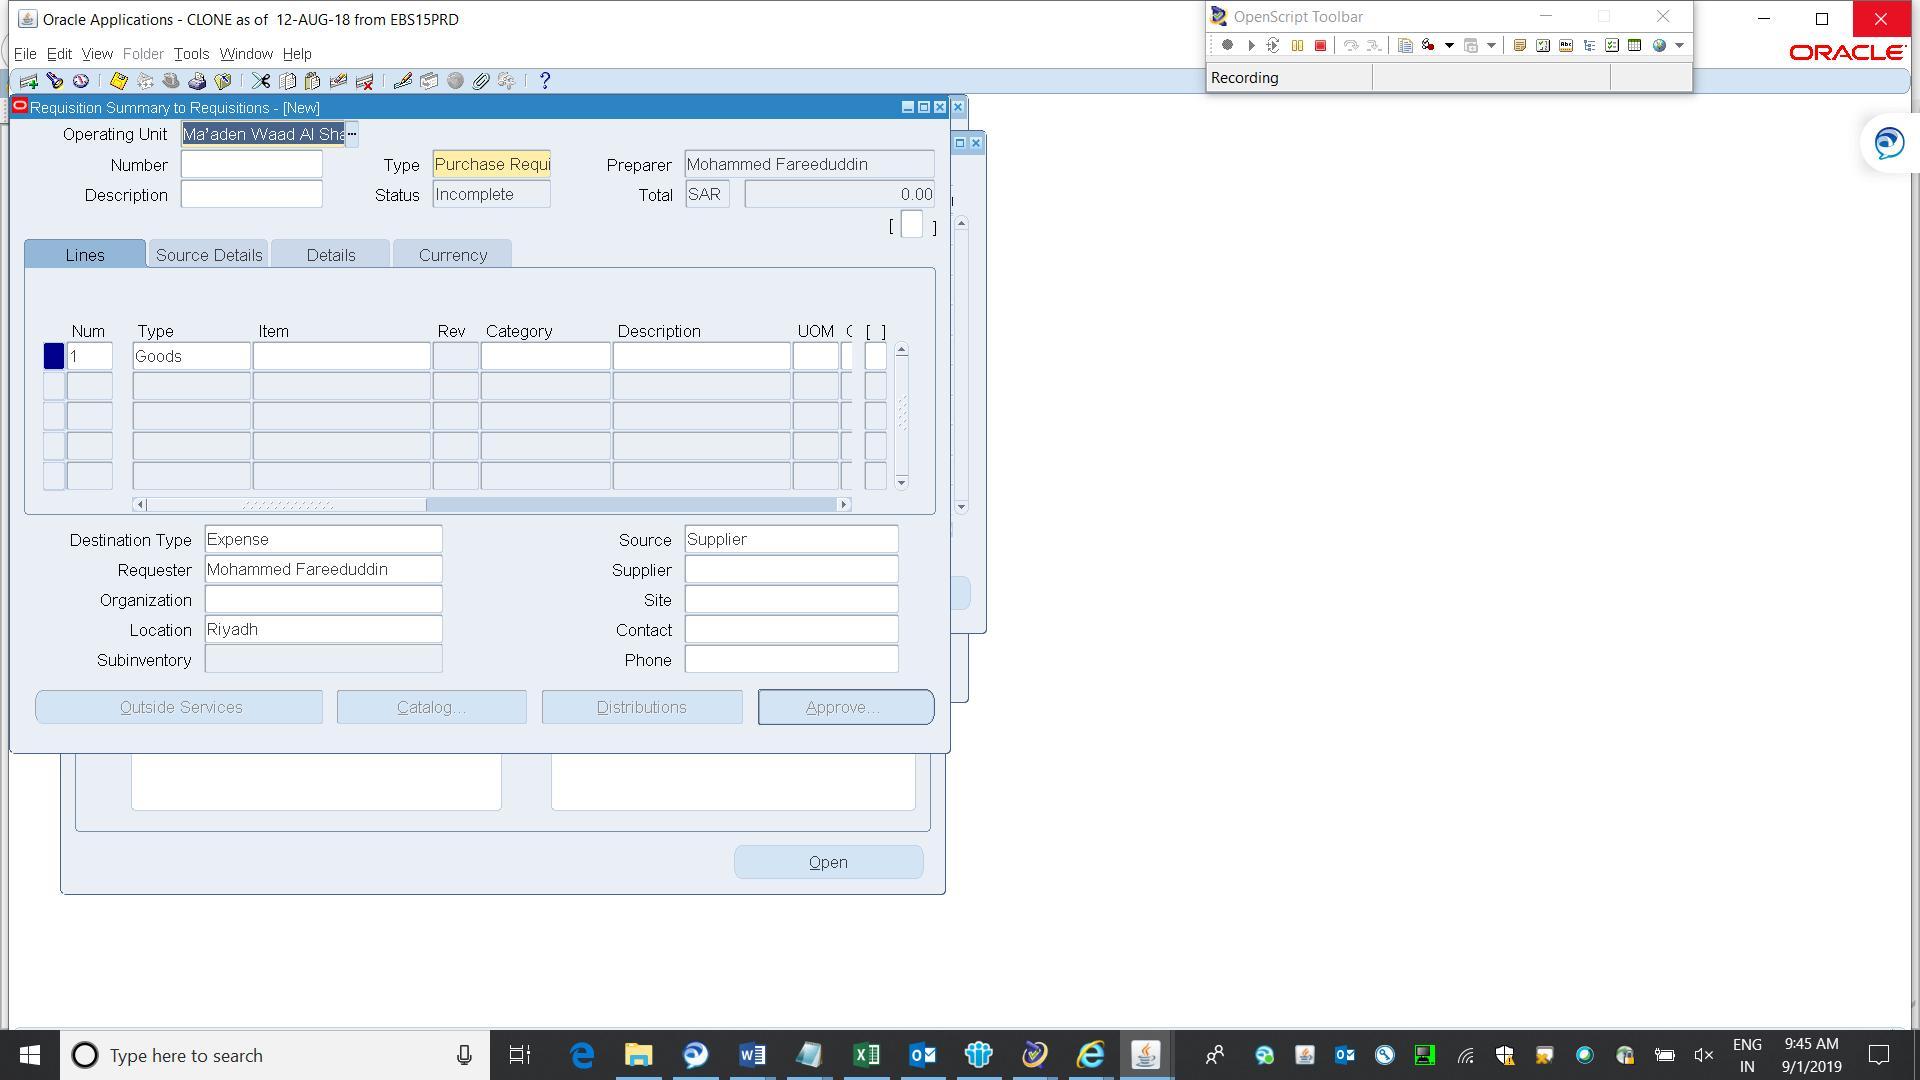 Oracle Applications - CLONE as of 12-AUG-18 from EBS15PRD
File Edit View Folder Tools Window Help
OpenScript Toolbar
Recording
ORACLE
Requisition Summary to Requisitions - [New]
Operating Unit Ma'aden Waad Al Sha
Number Type Purchase Requi Preparer Mohammed Fareeduddin
Description Status Incomplete Total SAR 0.00
[ ]
Lines Source Details Details Currency
Num Type Item Rev Category Description UOM [ ]
1 Goods
Destination Type Expense Source Supplier
Requester Mohammed Fareeduddin Supplier
Organization Site
Location Riyadh Contact
Subinventory Phone
Outside Services Catalog... Distributions Approve...
Open
Type here to search
ENG 9:45 AM
IN 9/1/2019